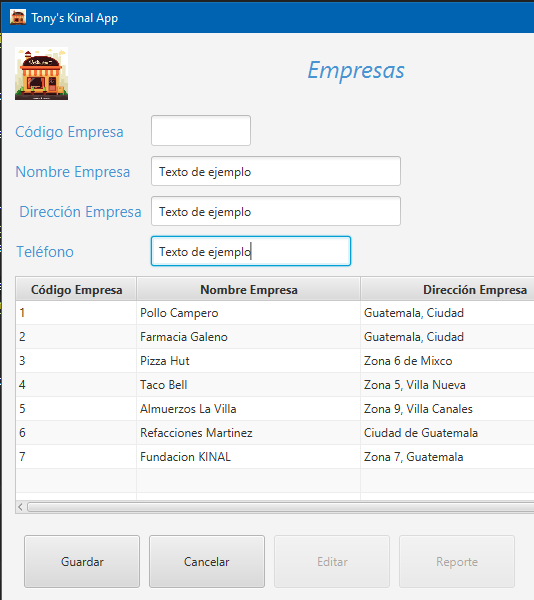 Tony's Kinal App
Empresas
Código Empresa
Nombre Empresa Texto de ejemplo
Dirección Empresa Texto de ejemplo
Teléfono Texto de ejemplo
Código Empresa Nombre Empresa Dirección Empresa
1 Pollo Campero Guatemala, Ciudad
2 Farmacia Galeno Guatemala, Ciudad
3 Pizza Hut Zona 6 de Mixco
4 Taco Bell Zona 5, Villa Nueva
5 Almuerzos La Villa Zona 9, Villa Canales
6 Refacciones Martinez Ciudad de Guatemala
7 Fundacion KINAL Zona 7, Guatemala
Guardar Cancelar Editar Reporte